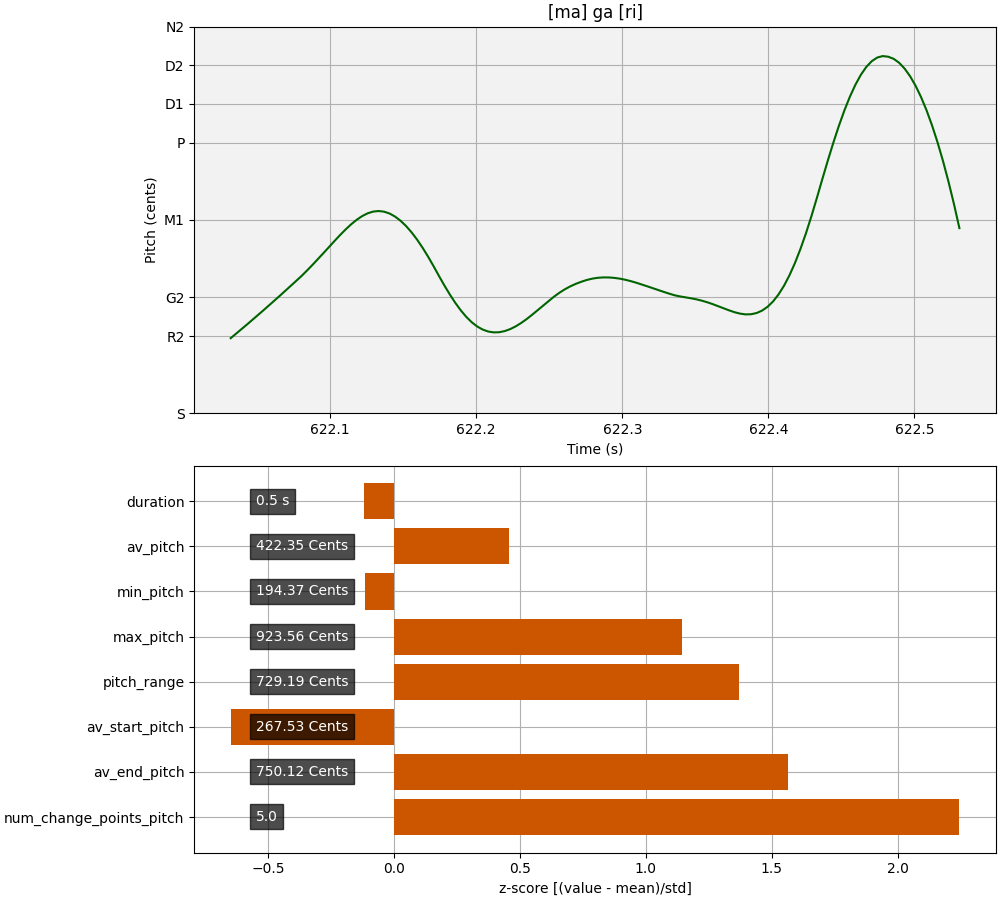 [ma] ga [ri]
N2
D2
D1
P
M1
G2
R2
S
Pitch (cents)
622.1 622.2 622.3 622.4 622.5
Time (s)
duration 0.5 s
av_pitch 422.35 Cents
min_pitch 194.37 Cents
max_pitch 923.56 Cents
pitch_range 729.19 Cents
av_start_pitch 267.53 Cents
av_end_pitch 750.12 Cents
num_change_points_pitch 5.0
−0.5 0.0 0.5 1.0 1.5 2.0
z-score [(value - mean)/std]